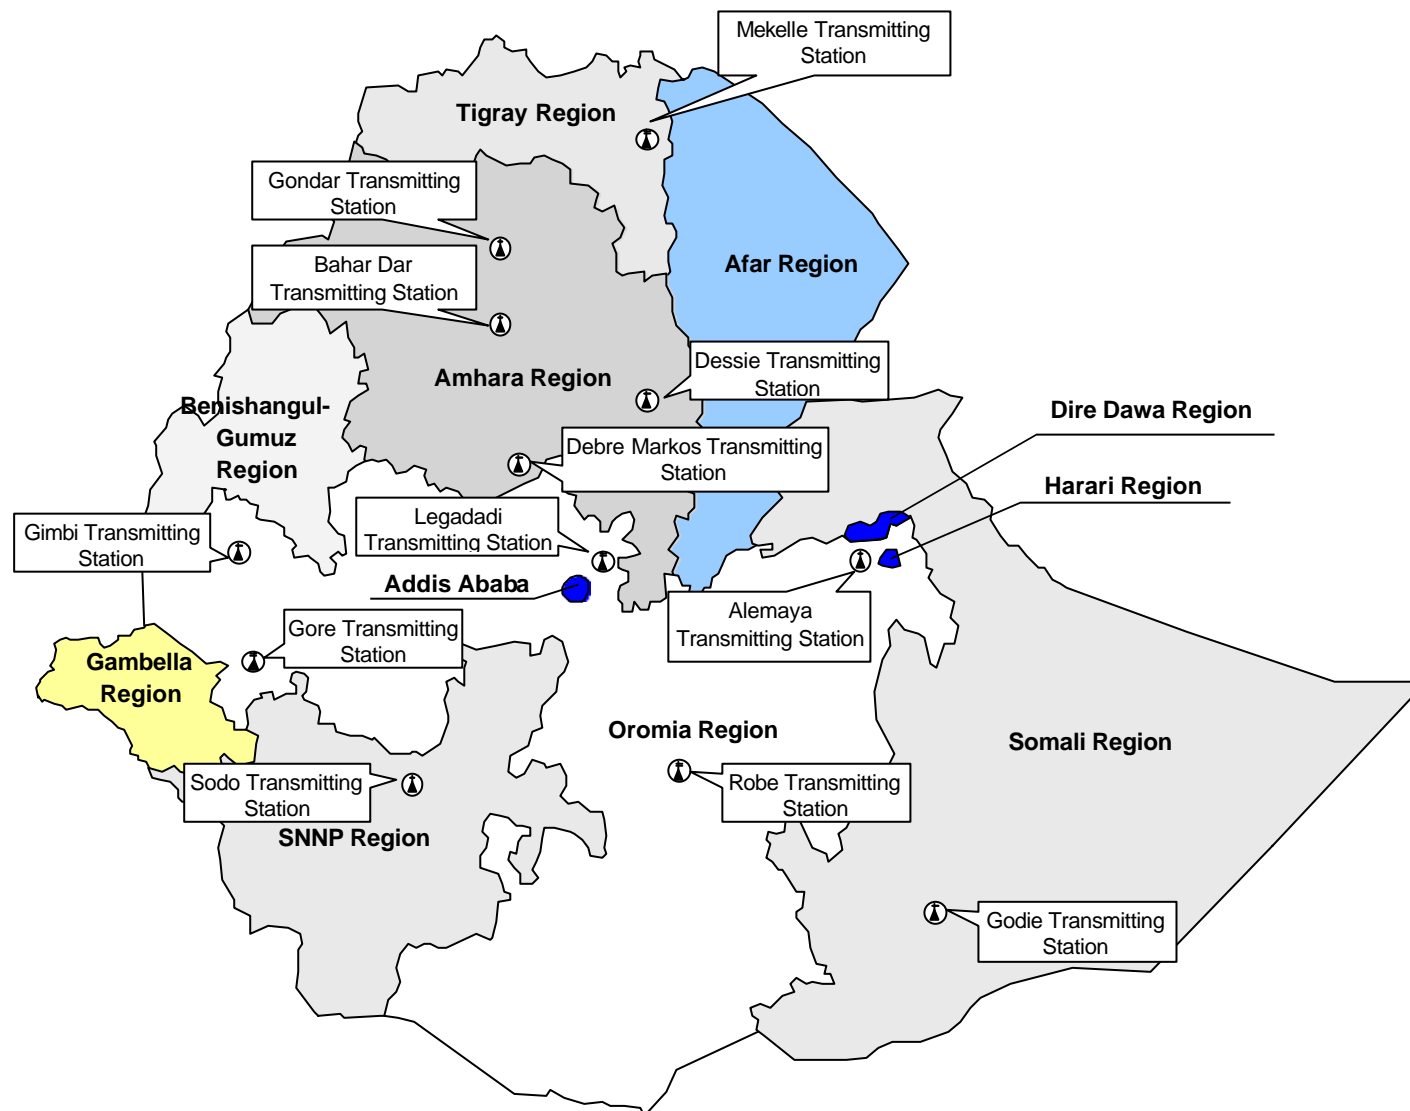 Mekelle Transmitting
Station
Tigray Region
Gondar Transmitting
Station
Bahar Dar
Transmitting Station
Afar Region
Dessie Transmitting
Station
Amhara Region
Benishangul-
Gumuz
Region
Dire Dawa Region
Debre Markos Transmitting
Station
Harari Region
Legadadi
Transmitting Station
Gimbi Transmitting
Station
Addis Ababa
Alemaya
Transmitting Station
Gore Transmitting
Station
Gambella
Region
Oromia Region
Somali Region
Sodo Transmitting
Station
Robe Transmitting
Station
SNNP Region
Godie Transmitting
Station